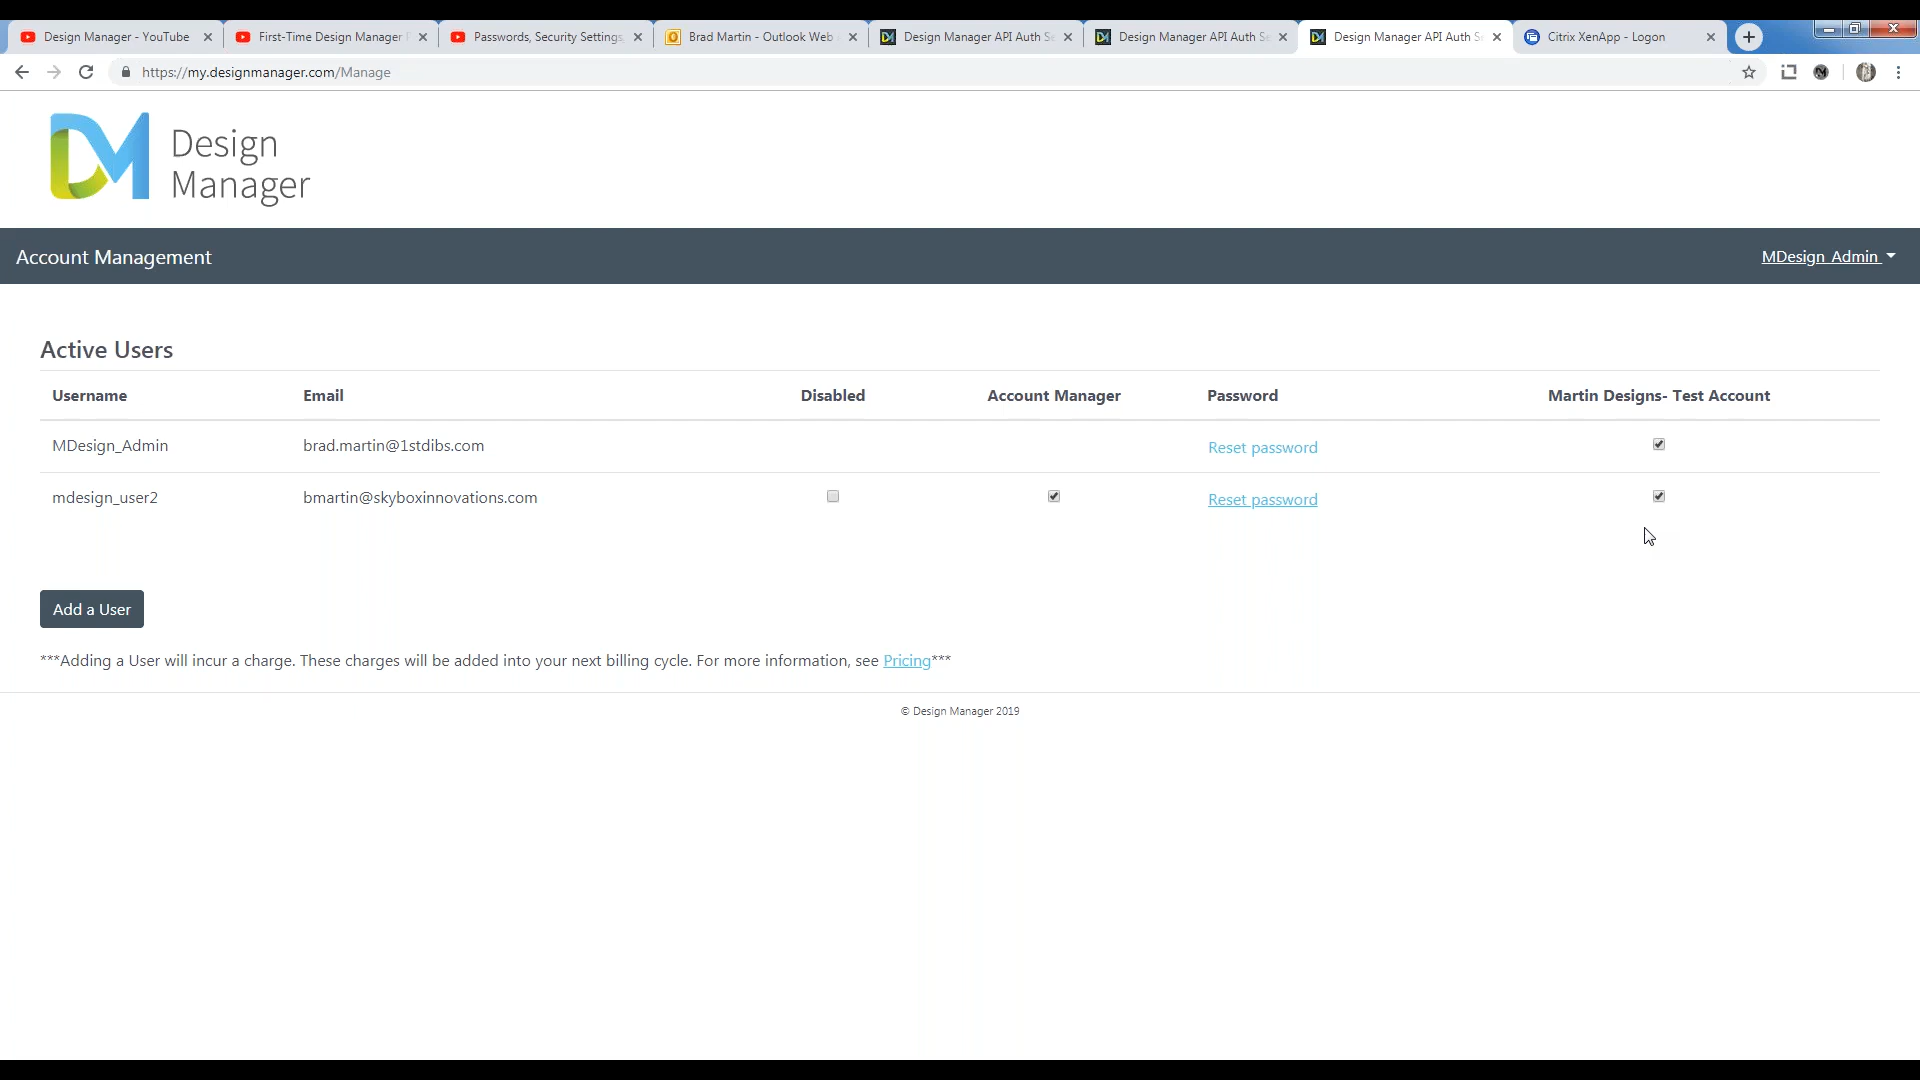 Design Manager - YouTube
First-Time Design Manager
Passwords, Security Settings,
Brad Martin - Outlook Web
Design Manager API Auth Se
Design Manager API Auth Se
Design Manager API Auth S
Citrix XenApp - Logon
https://my.designmanager.com/Manage
DM
Design
Manager
Account Management
MDesign_Admin
Active Users
Username Email Disabled Account Manager Password Martin Designs- Test Account
MDesign_Admin brad.martin@1stdibs.com Reset password
mdesign_user2 bmartin@skyboxinnovations.com Reset password
Add a User
***Adding a User will incur a charge. These charges will be added into your next billing cycle. For more information, see Pricing***
© Design Manager 2019